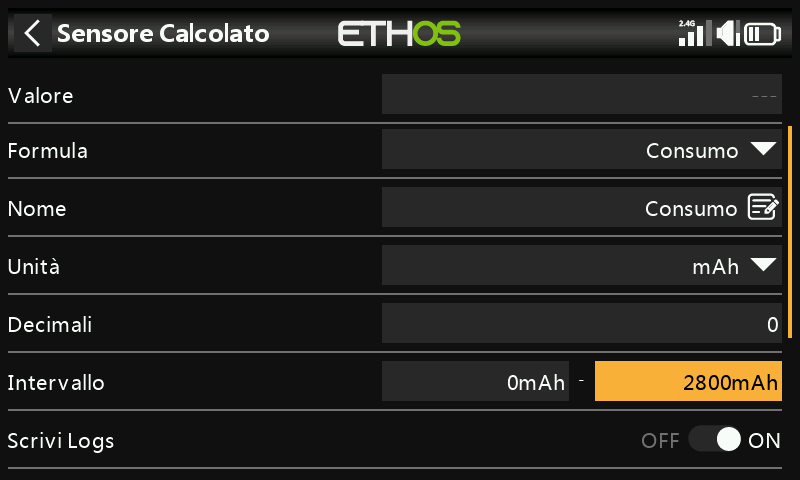 Sensore Calcolato ETHOS 2.4G
Valore ---
Formula Consumo
Nome Consumo
Unità mAh
Decimali 0
Intervallo 0mAh - 2800mAh
Scrivi Logs OFF ON